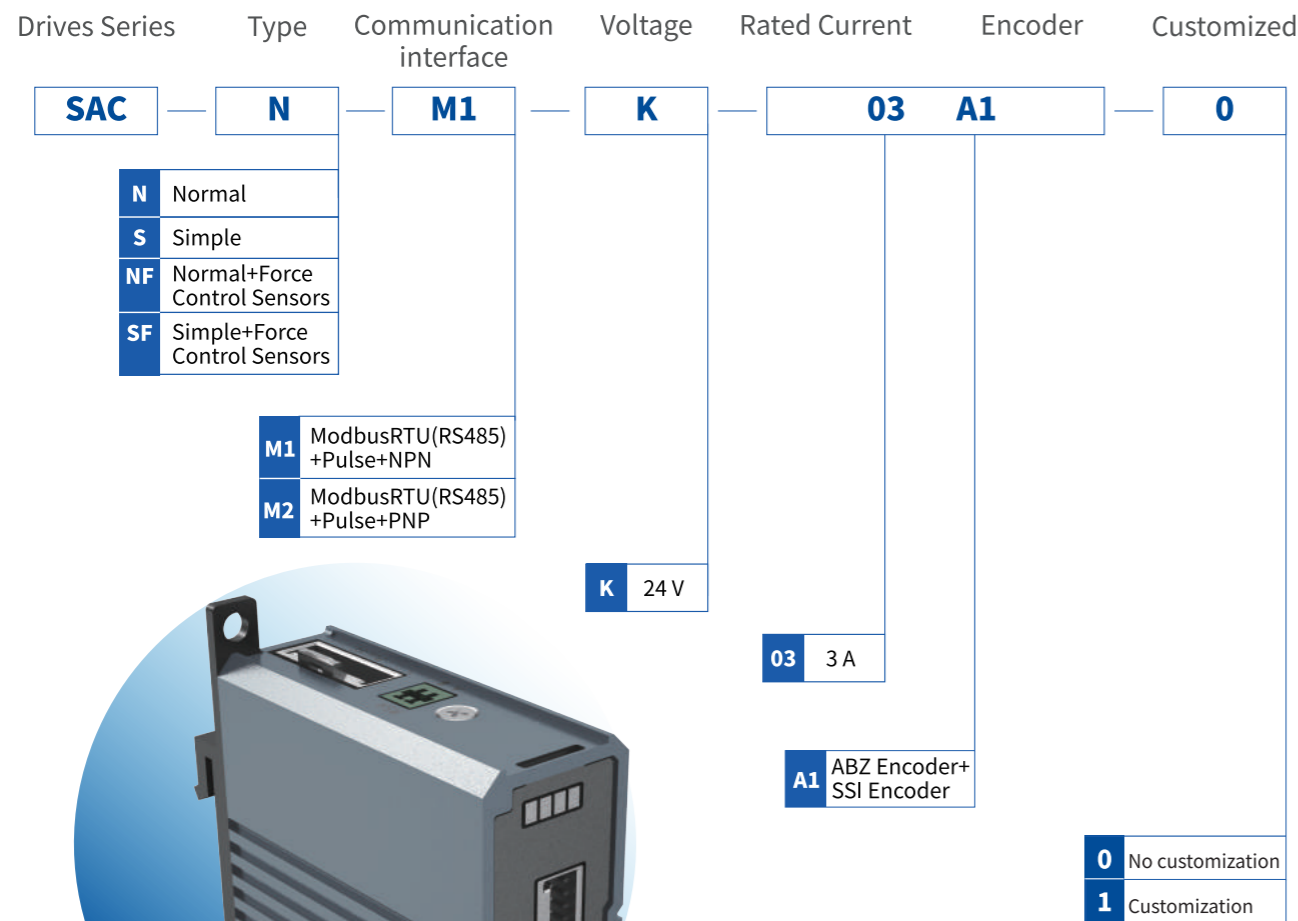 Drives Series Type Communication interface Voltage Rated Current Encoder Customized
SAC — N — M1 — K — 03 A1 — 0
N Normal
S Simple
NF Normal+Force
Control Sensors
SF Simple+Force
Control Sensors
M1 ModbusRTU(RS485)
+Pulse+NPN
M2 ModbusRTU(RS485)
+Pulse+PNP
K 24 V
03 3 A
A1 ABZ Encoder+
SSI Encoder
0 No customization
1 Customization